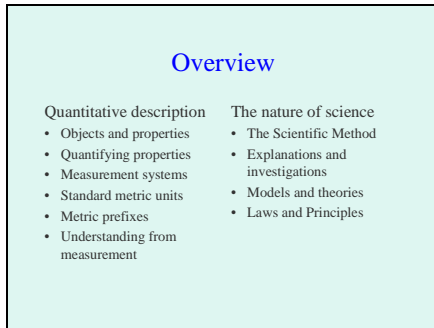 Overview
Quantitative description
• Objects and properties
• Quantifying properties
• Measurement systems
• Standard metric units
• Metric prefixes
• Understanding from
measurement
The nature of science
• The Scientific Method
• Explanations and
investigations
• Models and theories
• Laws and Principles